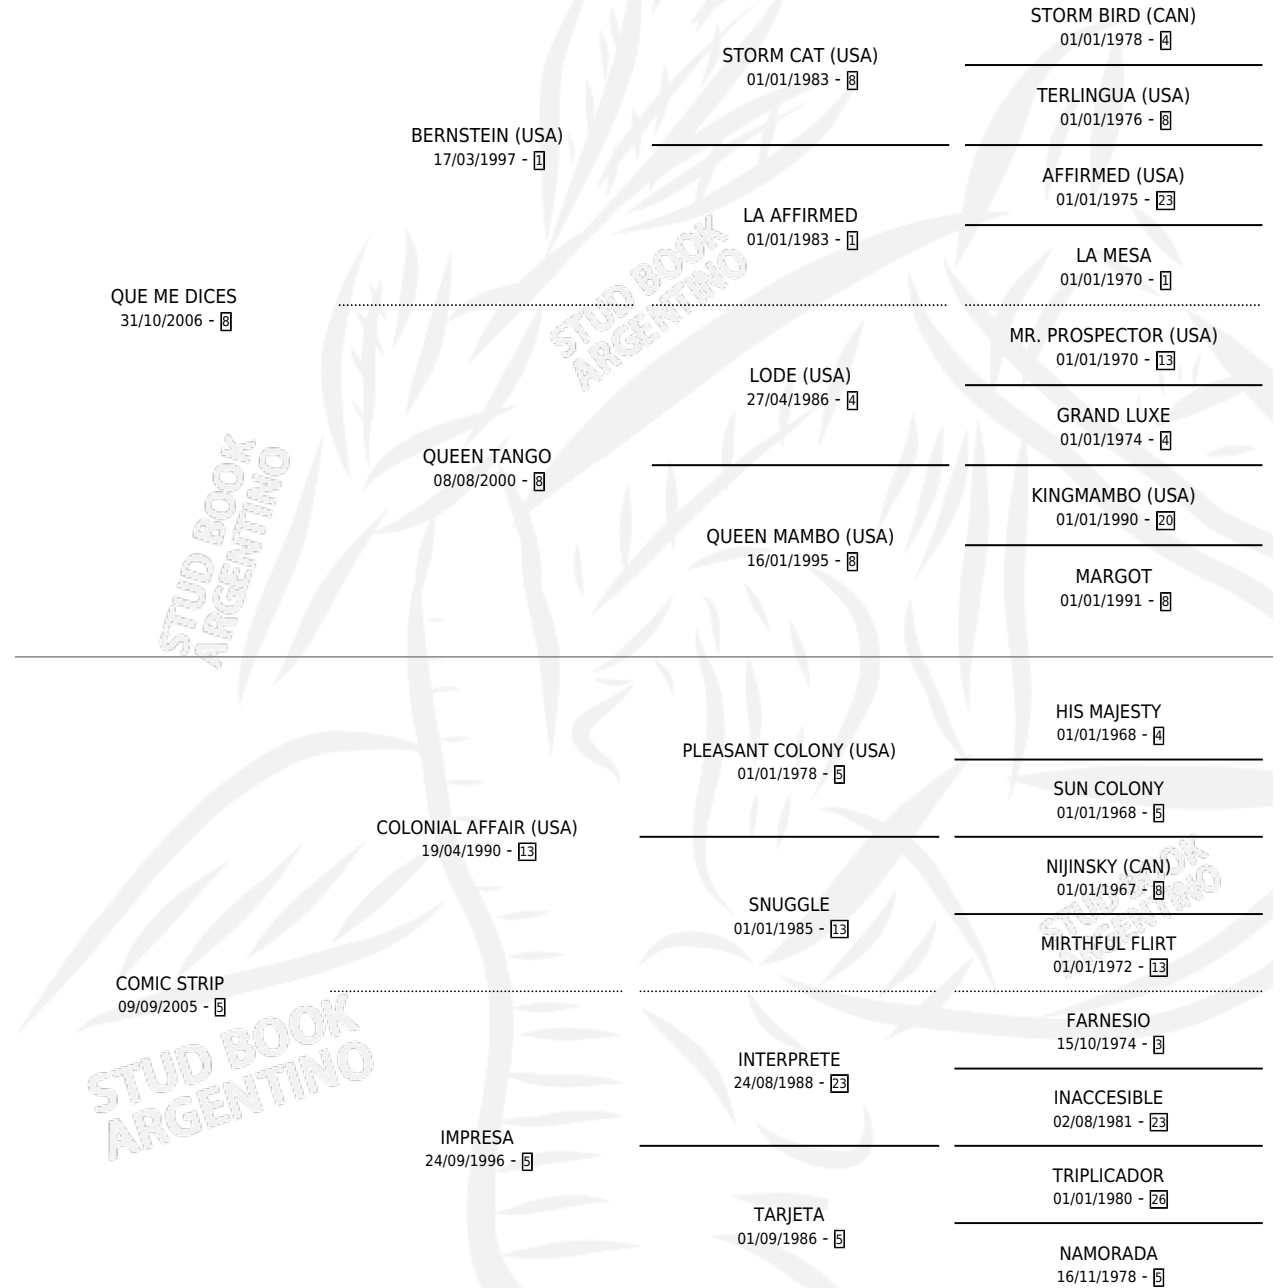 STORM BIRD (CAN)
01/01/1978 - 4
STORM CAT (USA)
01/01/1983 - 8
TERLINGUA (USA)
01/01/1976 - 8
BERNSTEIN (USA)
17/03/1997 - 1
AFFIRMED (USA)
01/01/1975 - 23
LA AFFIRMED
01/01/1983 - 1
LA MESA
01/01/1970 - 1
QUE ME DICES
31/10/2006 - 8
MR. PROSPECTOR (USA)
01/01/1970 - 13
LODE (USA)
27/04/1986 - 4
GRAND LUXE
01/01/1974 - 4
QUEEN TANGO
08/08/2000 - 8
KINGMAMBO (USA)
01/01/1990 - 20
QUEEN MAMBO (USA)
16/01/1995 - 8
MARGOT
01/01/1991 - 8
HIS MAJESTY
01/01/1968 - 4
PLEASANT COLONY (USA)
01/01/1978 - 5
SUN COLONY
01/01/1968 - 5
COLONIAL AFFAIR (USA)
19/04/1990 - 13
NIJINSKY (CAN)
01/01/1967 - 8
SNUGGLE
01/01/1985 - 13
MIRTHFUL FLIRT
01/01/1972 - 13
COMIC STRIP
09/09/2005 - 5
FARNESIO
15/10/1974 - 3
INTERPRETE
24/08/1988 - 23
INACCESIBLE
02/08/1981 - 23
IMPRESA
24/09/1996 - 5
TRIPLICADOR
01/01/1980 - 26
TARJETA
01/09/1986 - 5
NAMORADA
16/11/1978 - 5
STUD BOOK
ARGENTINO
STUD BOOK
ARGENTINO
STUD BOOK
ARGENTINO
STUD BOOK
ARGENTINO